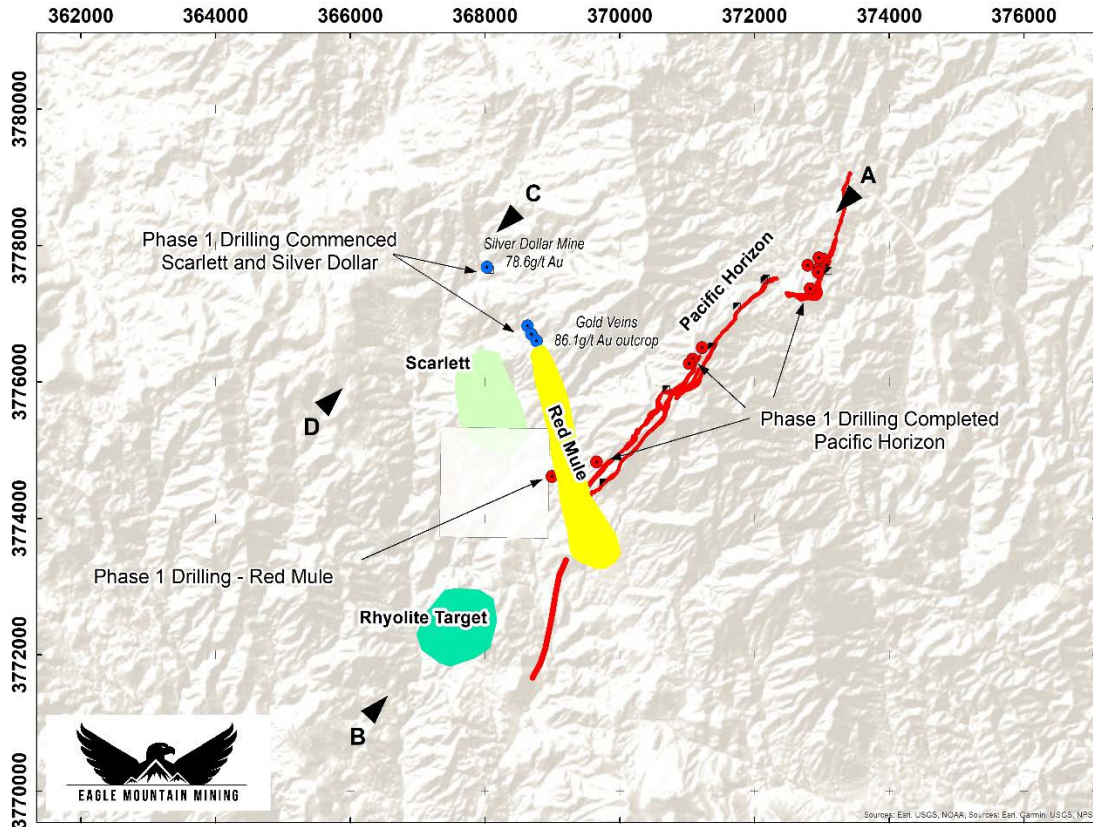 362000 364000 366000 368000 370000 372000 374000 376000
3780000
3778000
3776000
3774000
3772000
3770000
A
C
Phase 1 Drilling Commenced
Scarlett and Silver Dollar
Silver Dollar Mine
78.6g/t Au
Pacific Horizon
Gold Veins
86.1g/t Au outcrop
Scarlett
D
Red Mule
Phase 1 Drilling Completed
Pacific Horizon
Phase 1 Drilling - Red Mule
Rhyolite Target
B
EAGLE MOUNTAIN MINING
Sources: Esri, USGS, NOAA, Sources: Esri, Garmin, USGS, NPS